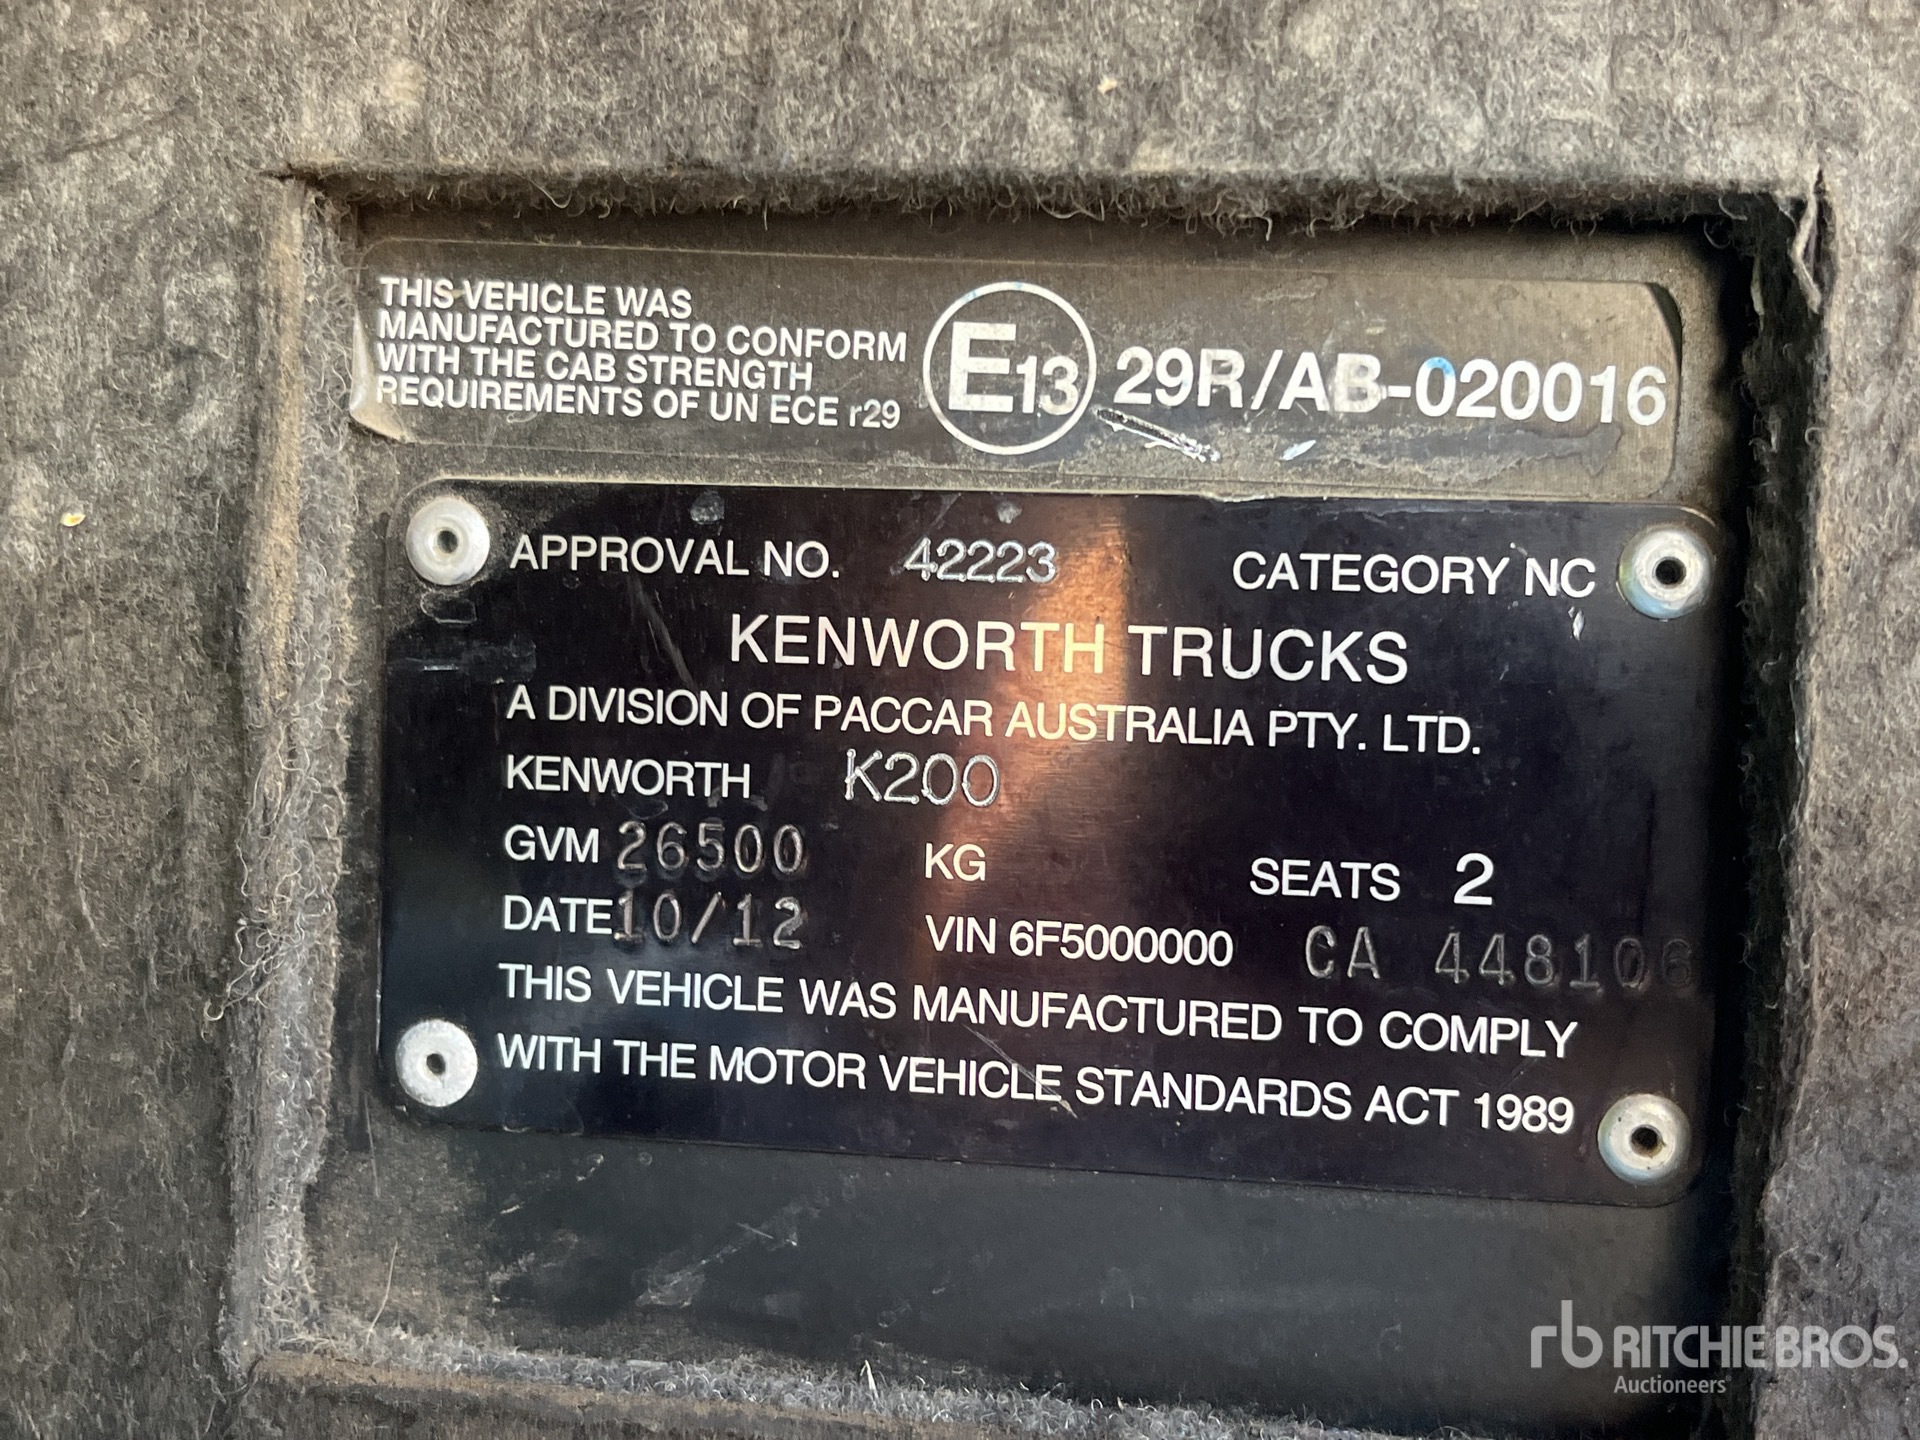 THIS VEHICLE WAS
MANUFACTURED TO CONFORM
WITH THE CAB STRENGTH
REQUIREMENTS OF UN ECE r29
E13 29R/AB-020016
APPROVAL NO. 42223 CATEGORY NC
KENWORTH TRUCKS
A DIVISION OF PACCAR AUSTRALIA PTY. LTD.
KENWORTH K200
GVM 26500 KG SEATS 2
DATE 10/12 VIN 6F5000000 CA 448106
THIS VEHICLE WAS MANUFACTURED TO COMPLY
WITH THE MOTOR VEHICLE STANDARDS ACT 1989
rb RITCHIE BROS.
Auctioneers